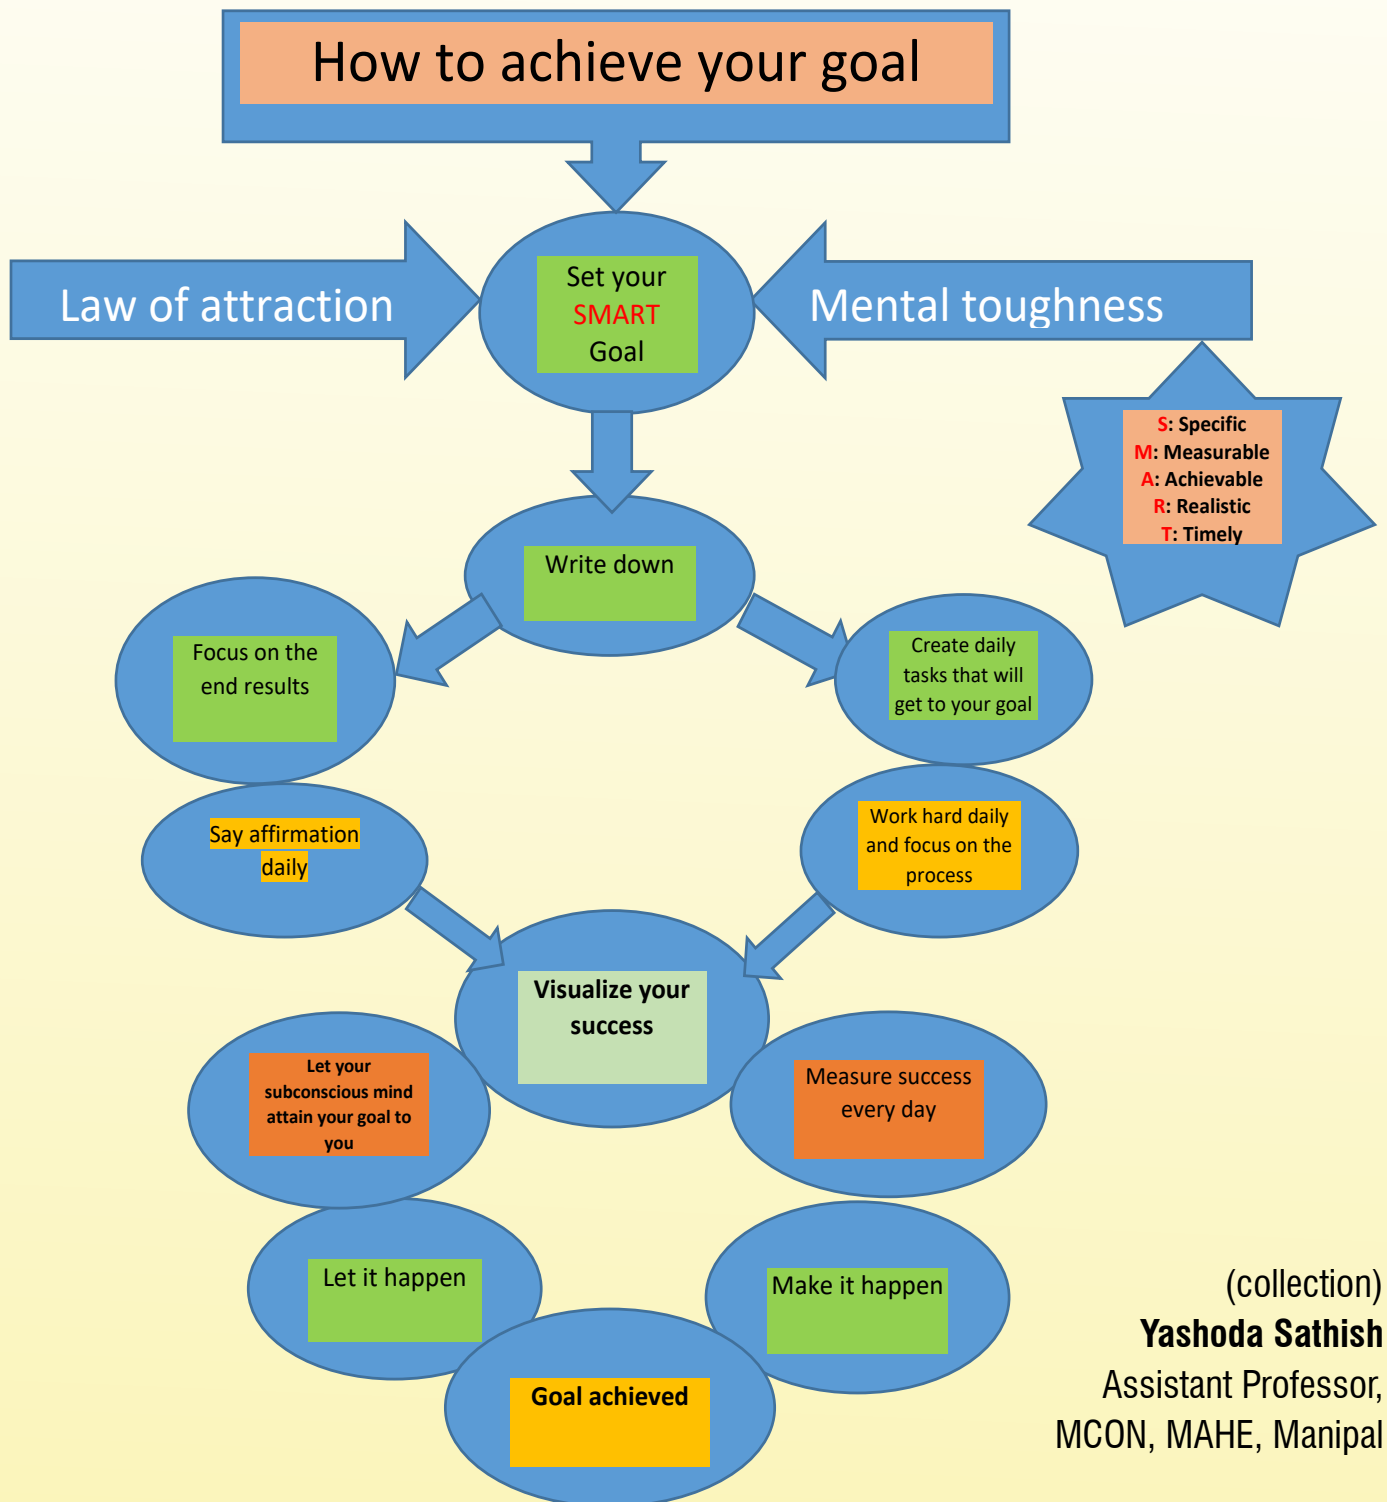 How to achieve your goal
Law of attraction
Set your
SMART
Goal
Mental toughness
S: Specific
M: Measurable
A: Achievable
R: Realistic
T: Timely
Write down
Focus on the
end results
Create daily
tasks that will
get to your goal
Say affirmation
daily
Work hard daily
and focus on the
process
Visualize your
success
Let your
subconscious mind
attain your goal to
you
Measure success
every day
Let it happen
Make it happen
Goal achieved
(collection)
Yashoda Sathish
Assistant Professor,
MCON, MAHE, Manipal